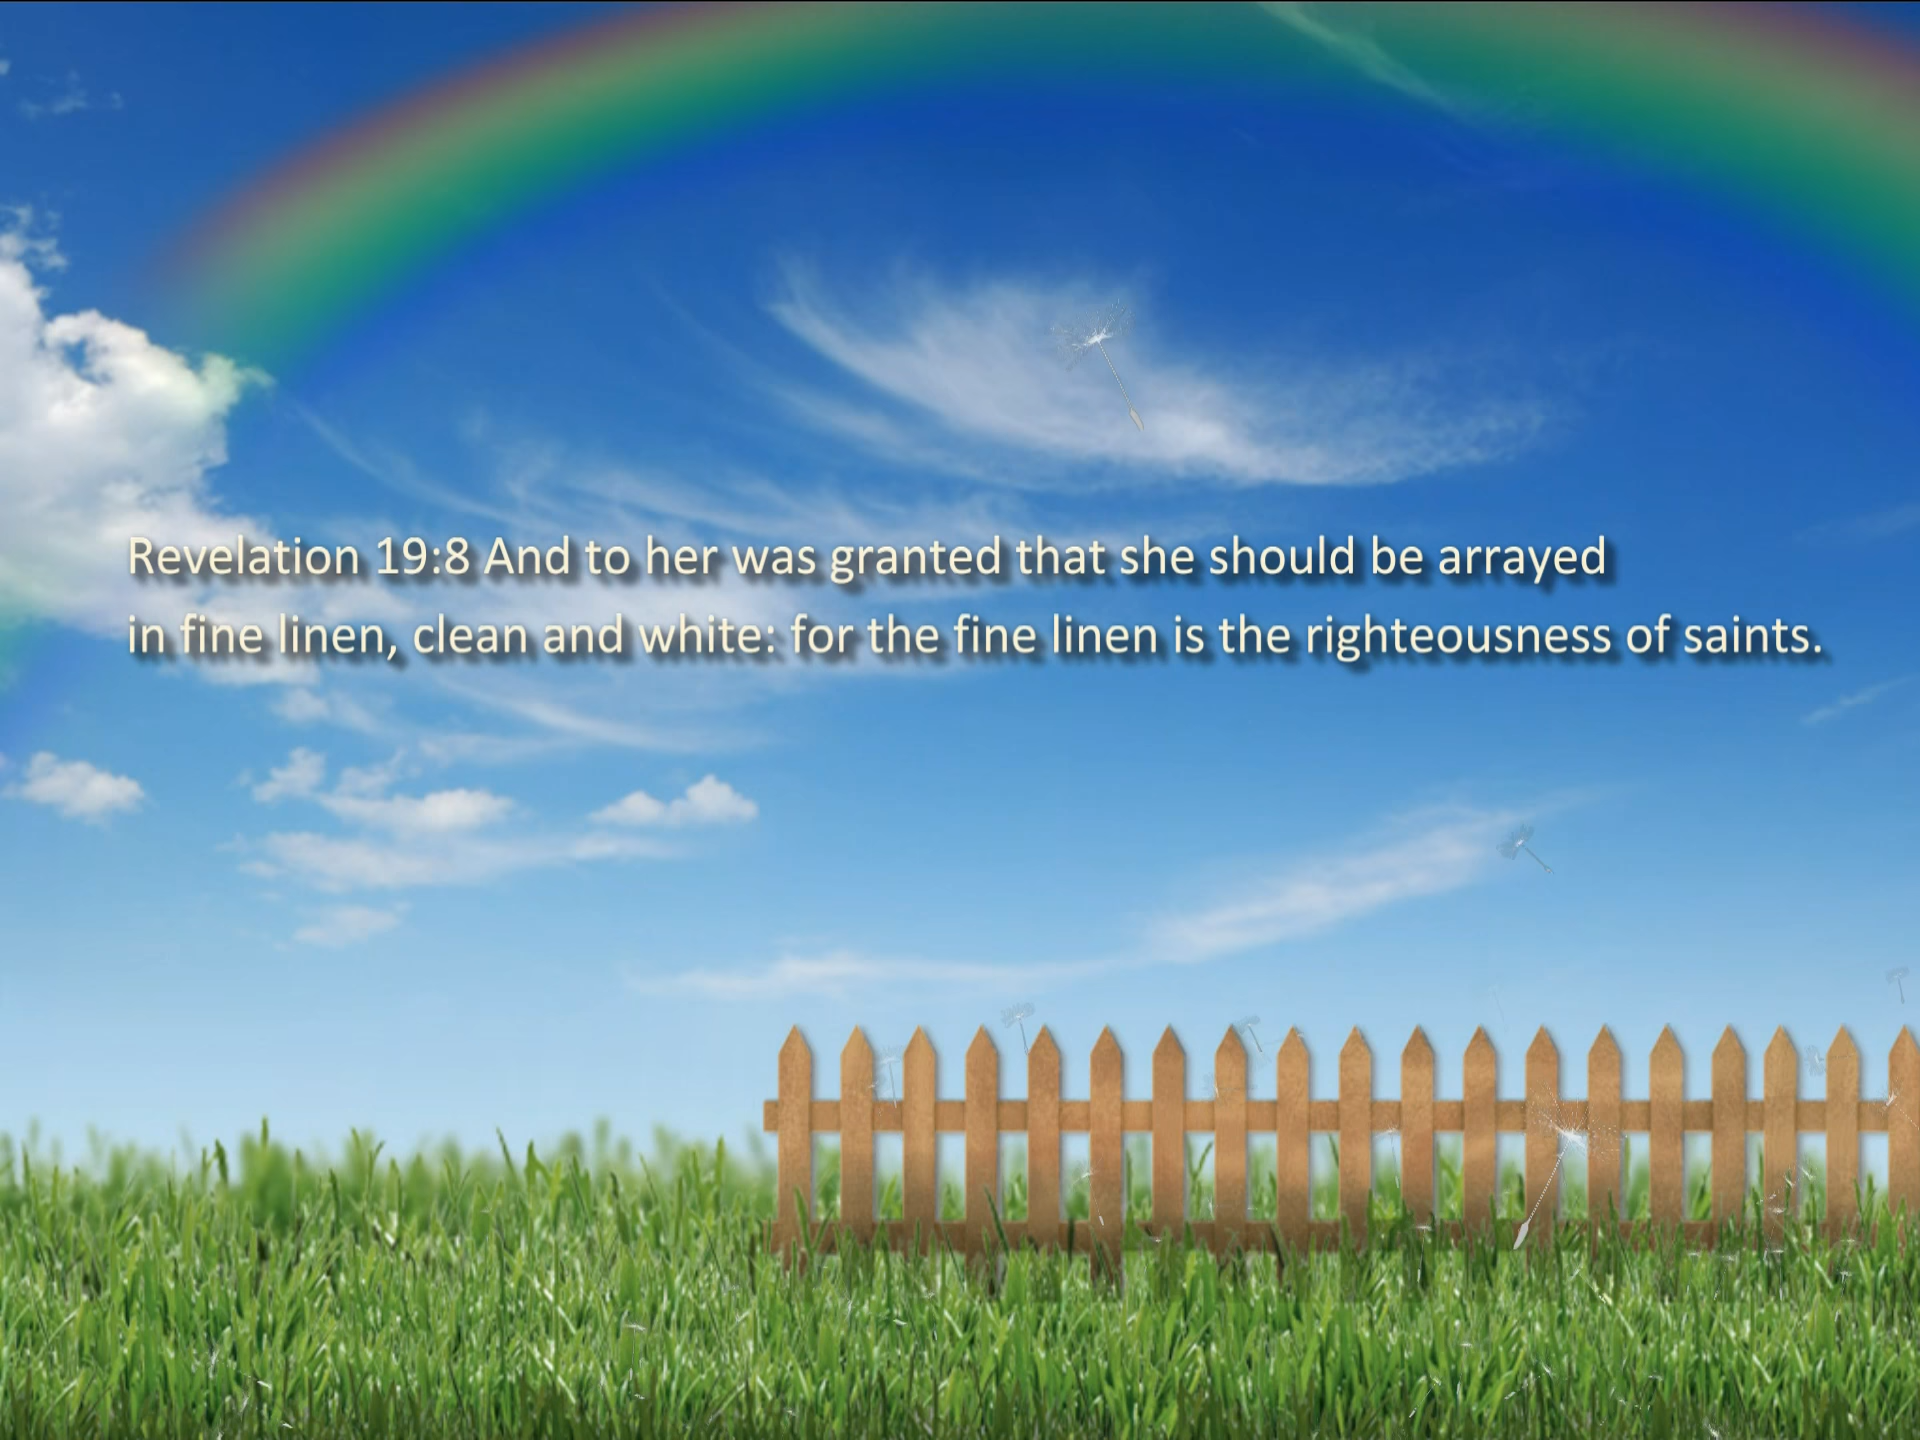 Revelation 19:8 And to her was granted that she should be arrayed
in fine linen, clean and white: for the fine linen is the righteousness of saints.